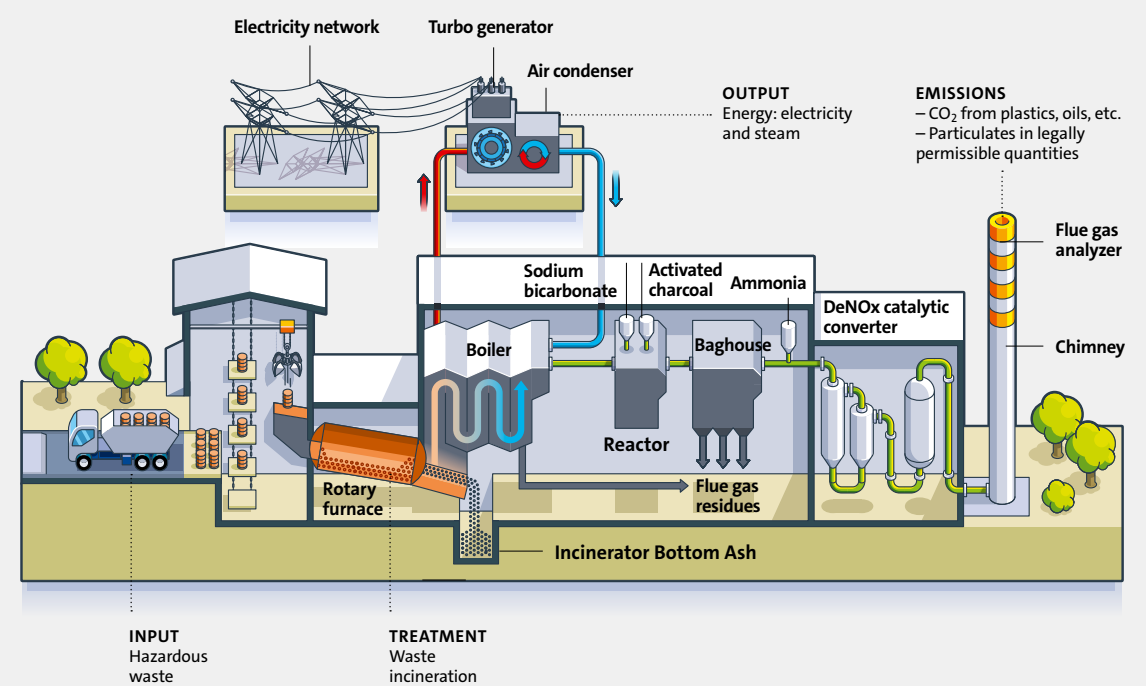 Electricity network
Turbo generator
Air condenser
OUTPUT
Energy: electricity
and steam
EMISSIONS
– CO₂ from plastics, oils, etc.
– Particulates in legally
permissible quantities
Flue gas
analyzer
Sodium
bicarbonate
Activated
charcoal
Ammonia
DeNOx catalytic
converter
Boiler
Baghouse
Chimney
Reactor
Rotary
furnace
Flue gas
residues
Incinerator Bottom Ash
INPUT
Hazardous
waste
TREATMENT
Waste
incineration